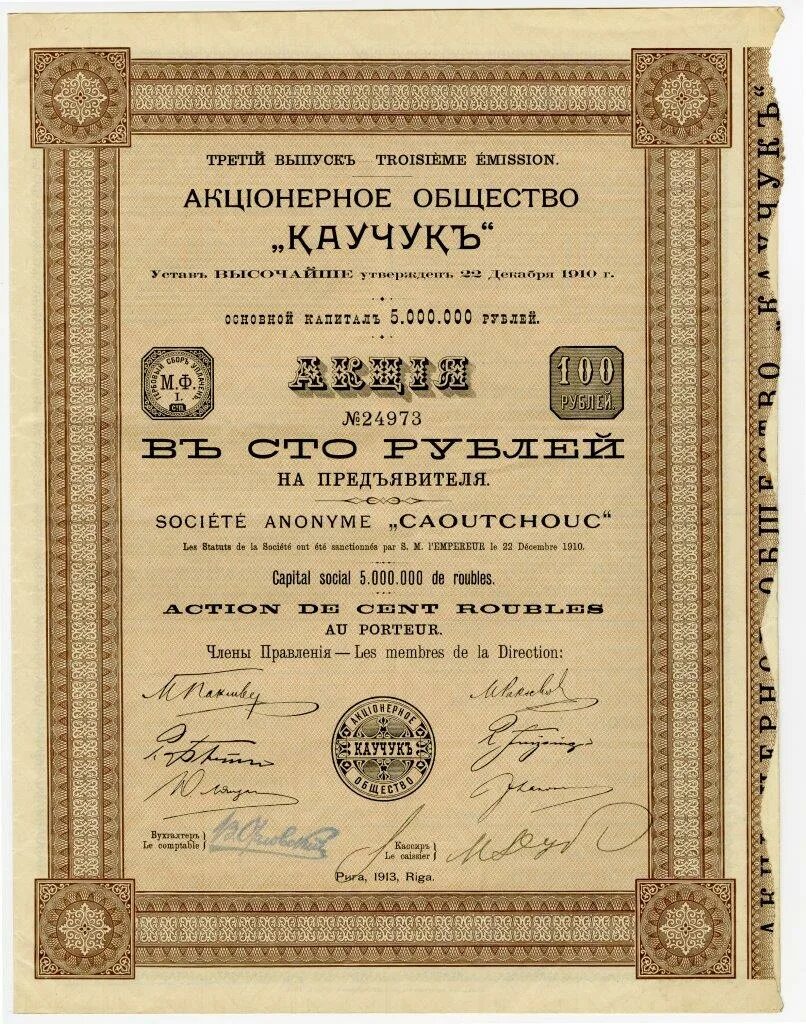 ТРЕТІЙ ВЫПУСКЪ TROISIÈME ÉMISSION.
АКЦІОНЕРНОЕ ОБЩЕСТВО
„КАУЧУКЪ“
Уставъ ВЫСОЧАЙШЕ утвержденъ 22 Декабря 1910 г.
ОСНОВНОЙ КАПИТАЛЪ 5.000.000 РУБЛЕЙ.
ГЕРБОВЫЙ СБОРЪ УПЛАЧЕНЪ
М.Ф.
I.
СПБ.
АКЦІЯ
100
РУБЛЕЙ.
№24973
ВЪ СТО РУБЛЕЙ
НА ПРЕДЪЯВИТЕЛЯ.
SOCIÉTÉ ANONYME „CAOUTCHOUC“
Les Statuts de la Société ont été sanctionnés par S. M. l'EMPEREUR le 22 Décembre 1910.
Capital social 5.000.000 de roubles.
ACTION DE CENT ROUBLES
AU PORTEUR.
Члены Правленія — Les membres de la Direction:
АКЦІОНЕРНОЕ
КАУЧУКЪ
ОБЩЕСТВО
Бухгалтеръ
Le comptable
Кассиръ
Le caissier
Рига, 1913, Riga.
АКЦІОНЕРНОЕ ОБЩЕСТВО „КАУЧУКЪ“